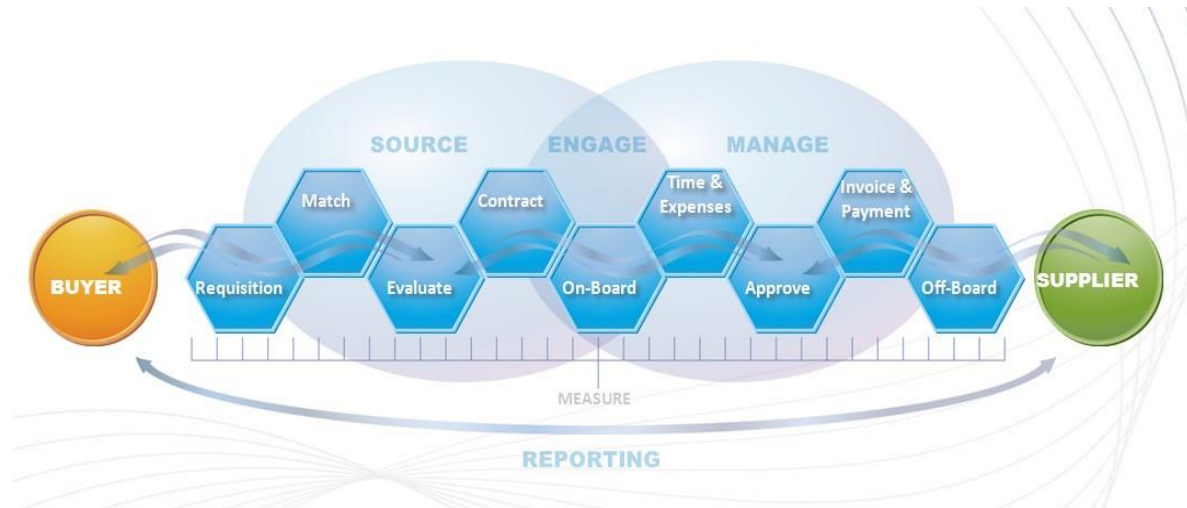 SOURCE
ENGAGE
MANAGE
Match
Contract
Time &
Expenses
Invoice &
Payment
BUYER
Requisition
Evaluate
On-Board
Approve
Off-Board
SUPPLIER
MEASURE
REPORTING